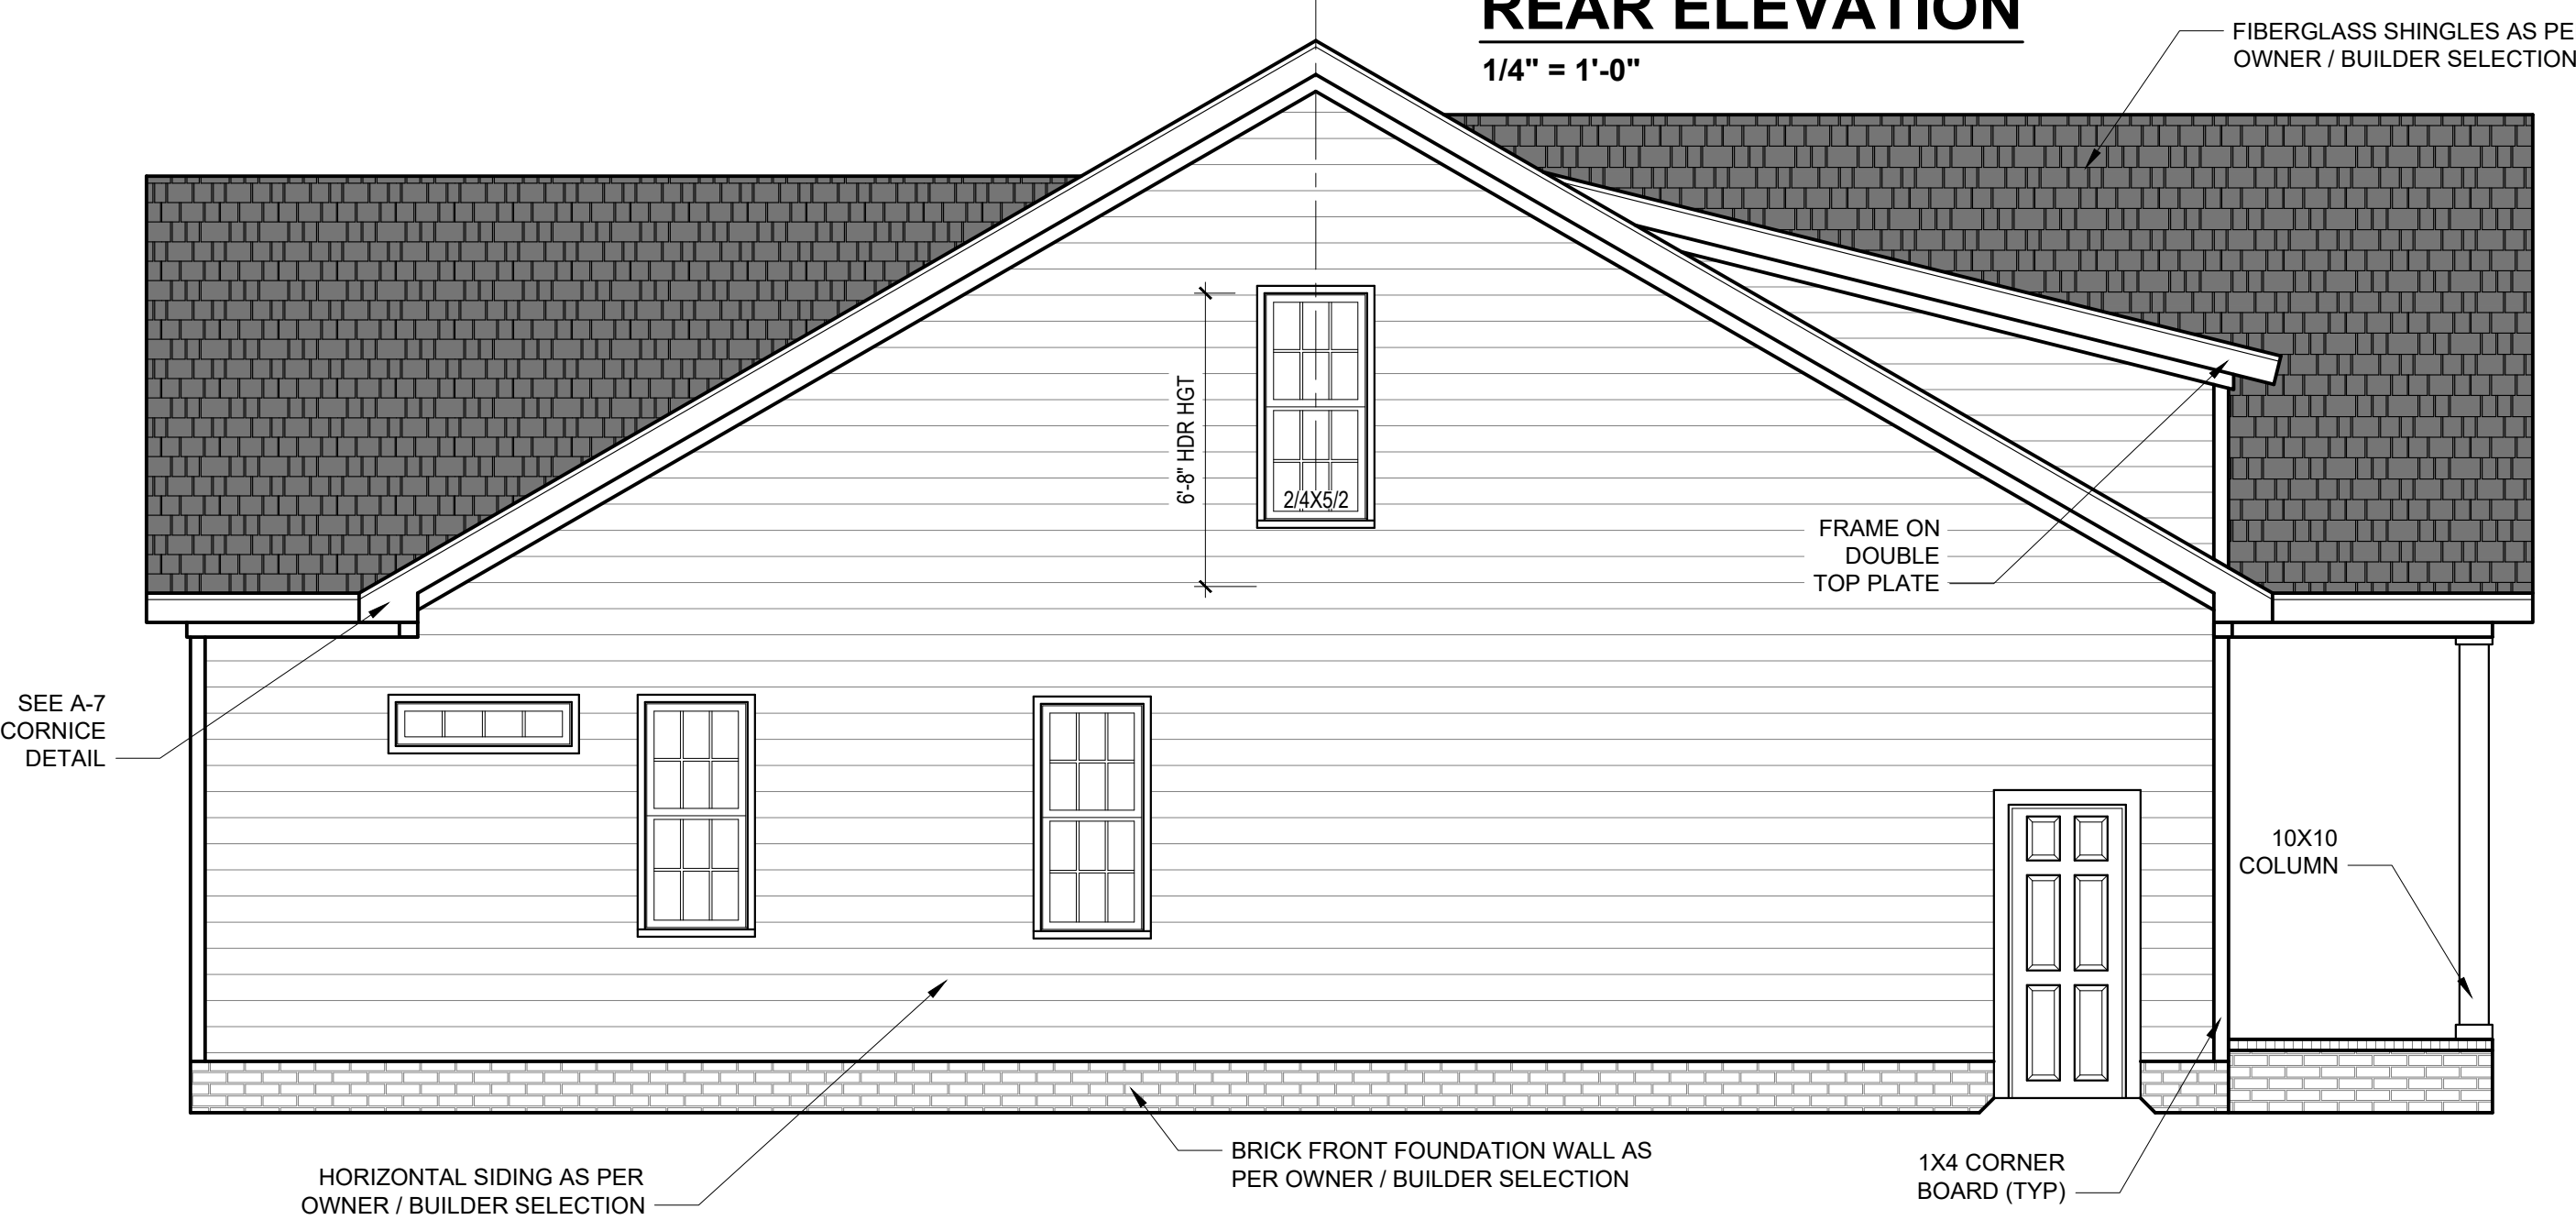 REAR ELEVATION
1/4" = 1'-0"
FIBERGLASS SHINGLES AS PE
OWNER / BUILDER SELECTION
6'-8" HDR HGT
2/4X5/2
FRAME ON
DOUBLE
TOP PLATE
SEE A-7
CORNICE
DETAIL
10X10
COLUMN
HORIZONTAL SIDING AS PER
OWNER / BUILDER SELECTION
BRICK FRONT FOUNDATION WALL AS
PER OWNER / BUILDER SELECTION
1X4 CORNER
BOARD (TYP)